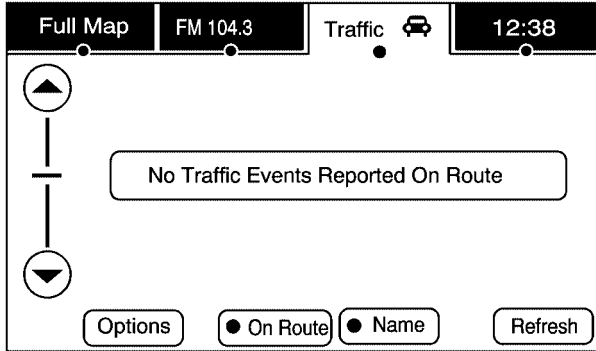 Full Map FM 104.3 Traffic 12:38
No Traffic Events Reported On Route
Options On Route Name Refresh